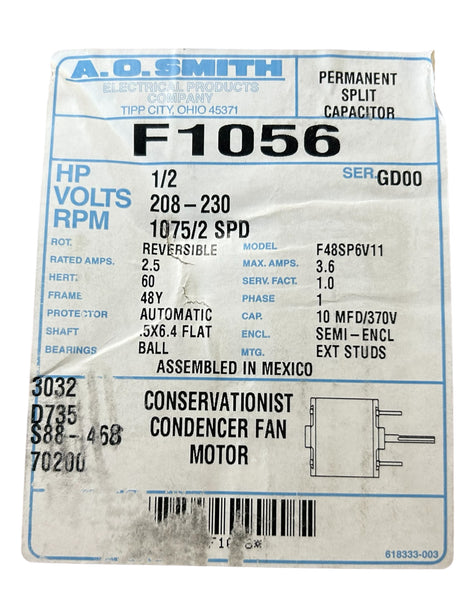 A.O.SMITH
ELECTRICAL PRODUCTS
COMPANY
TIPP CITY, OHIO 45371
PERMANENT
SPLIT
CAPACITOR
F1056
HP 1/2 SER. GD00
VOLTS 208-230
RPM 1075/2 SPD
ROT. REVERSIBLE MODEL F48SP6V11
RATED AMPS. 2.5 MAX. AMPS. 3.6
HERT. 60 SERV. FACT. 1.0
FRAME 48Y PHASE 1
PROTECTOR AUTOMATIC CAP. 10 MFD/370V
SHAFT .5X6.4 FLAT ENCL. SEMI-ENCL
BEARINGS BALL MTG. EXT STUDS
ASSEMBLED IN MEXICO
3032
D735
S88-468
70200
CONSERVATIONIST
CONDENCER FAN
MOTOR
618333-003